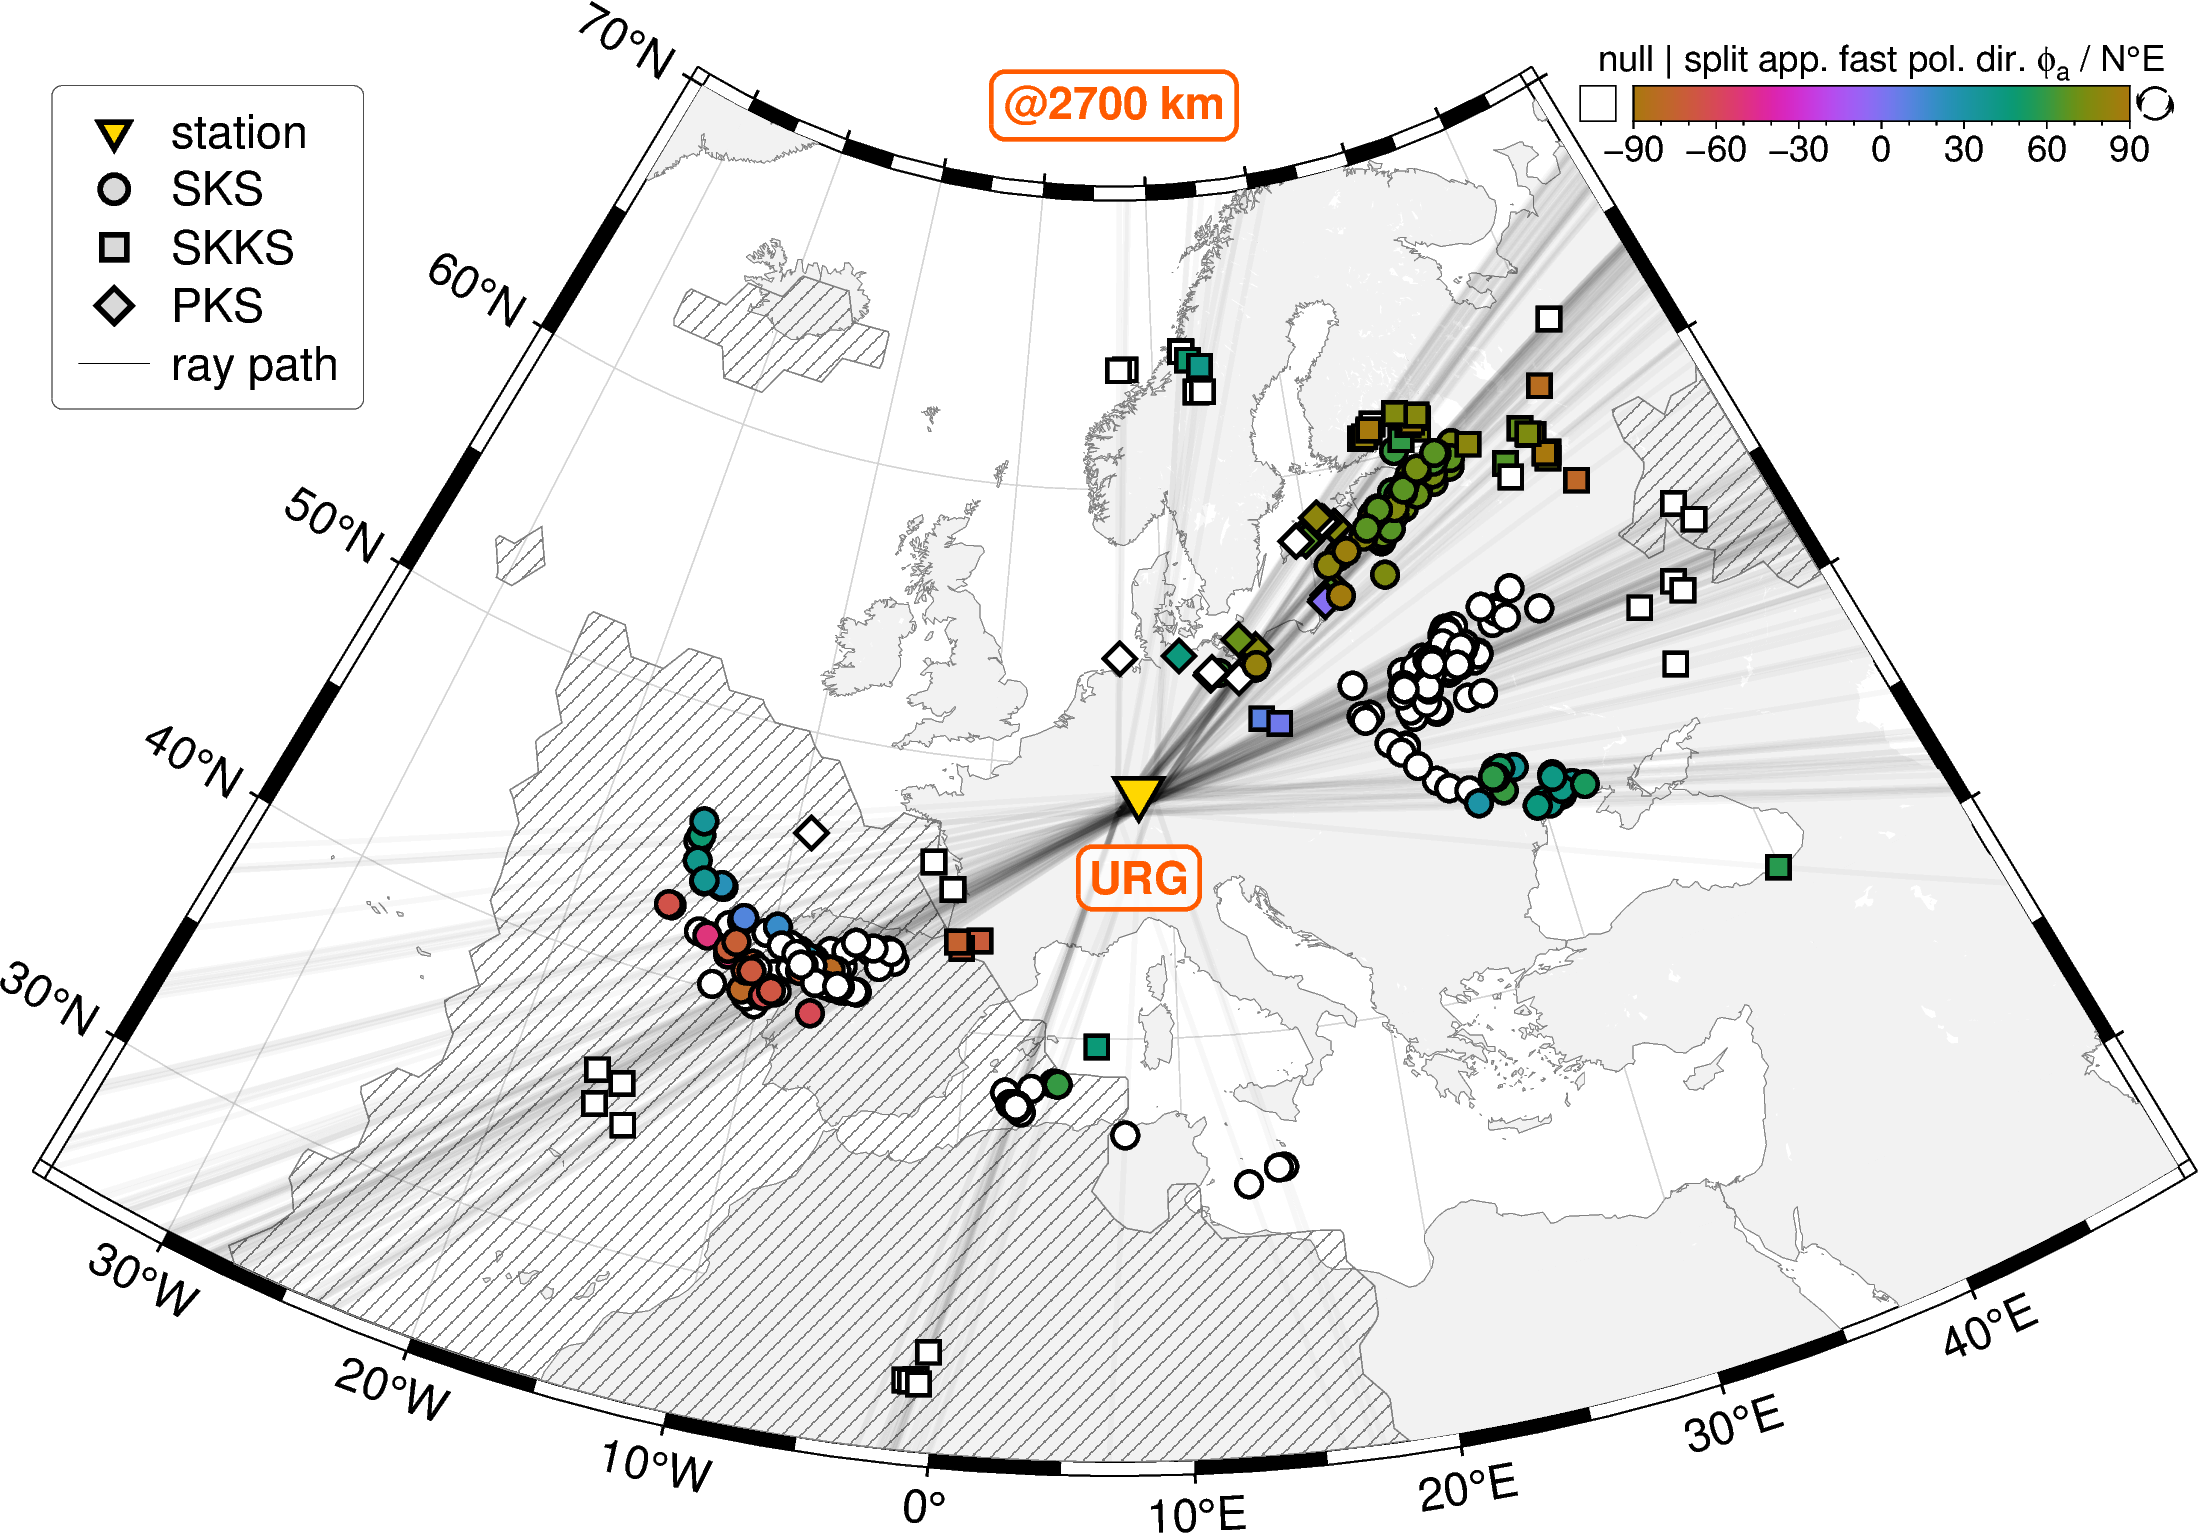 70°N
@2700 km
null | split app. fast pol. dir. ϕa / N°E
−90 −60 −30 0 30 60 90
station
SKS
SKKS
PKS
ray path
60°N
50°N
40°N
30°N
URG
30°W
20°W
10°W
0°
10°E
20°E
30°E
40°E